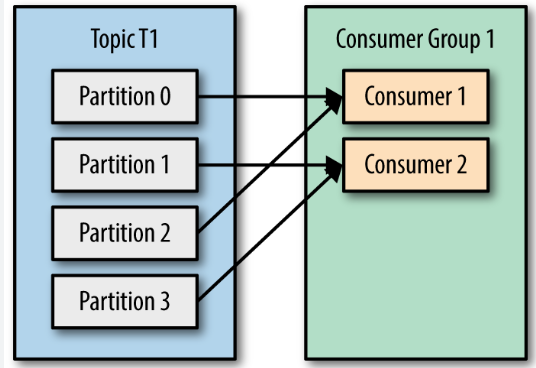 Topic T1
Partition 0
Partition 1
Partition 2
Partition 3
Consumer Group 1
Consumer 1
Consumer 2